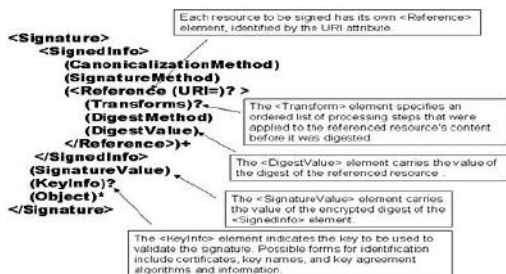 Each resource to be signed has its own <Reference>
element, identified by the URI attribute.
<Signature>
<SignedInfo>
(CanonicalizationMethod)
(SignatureMethod)
(<Reference (URI=)? >
(Transforms)?
(DigestMethod)
(DigestValue)
</Reference>)+
</SignedInfo>
(SignatureValue)
(KeyInfo)?
(Object)*
</Signature>
The <Transform> element specifies an
ordered list of processing steps that were
applied to the referenced resource's content
before it was digested.
The <DigestValue> element carries the value of
the digest of the referenced resource .
The <SignatureValue> element carries
the value of the encrypted digest of the
<SignedInfo> element.
The <KeyInfo> element indicates the key to be used to
validate the signature. Possible forms for identification
include certificates, key names, and key agreement
algorithms and information.